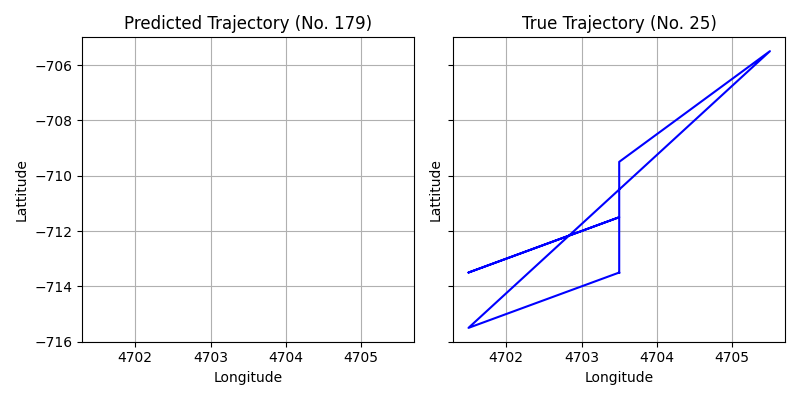 Predicted Trajectory (No. 179)
−706
−708
−710
−712
−714
−716
Lattitude
4702 4703 4704 4705
Longitude
True Trajectory (No. 25)
Lattitude
4702 4703 4704 4705
Longitude